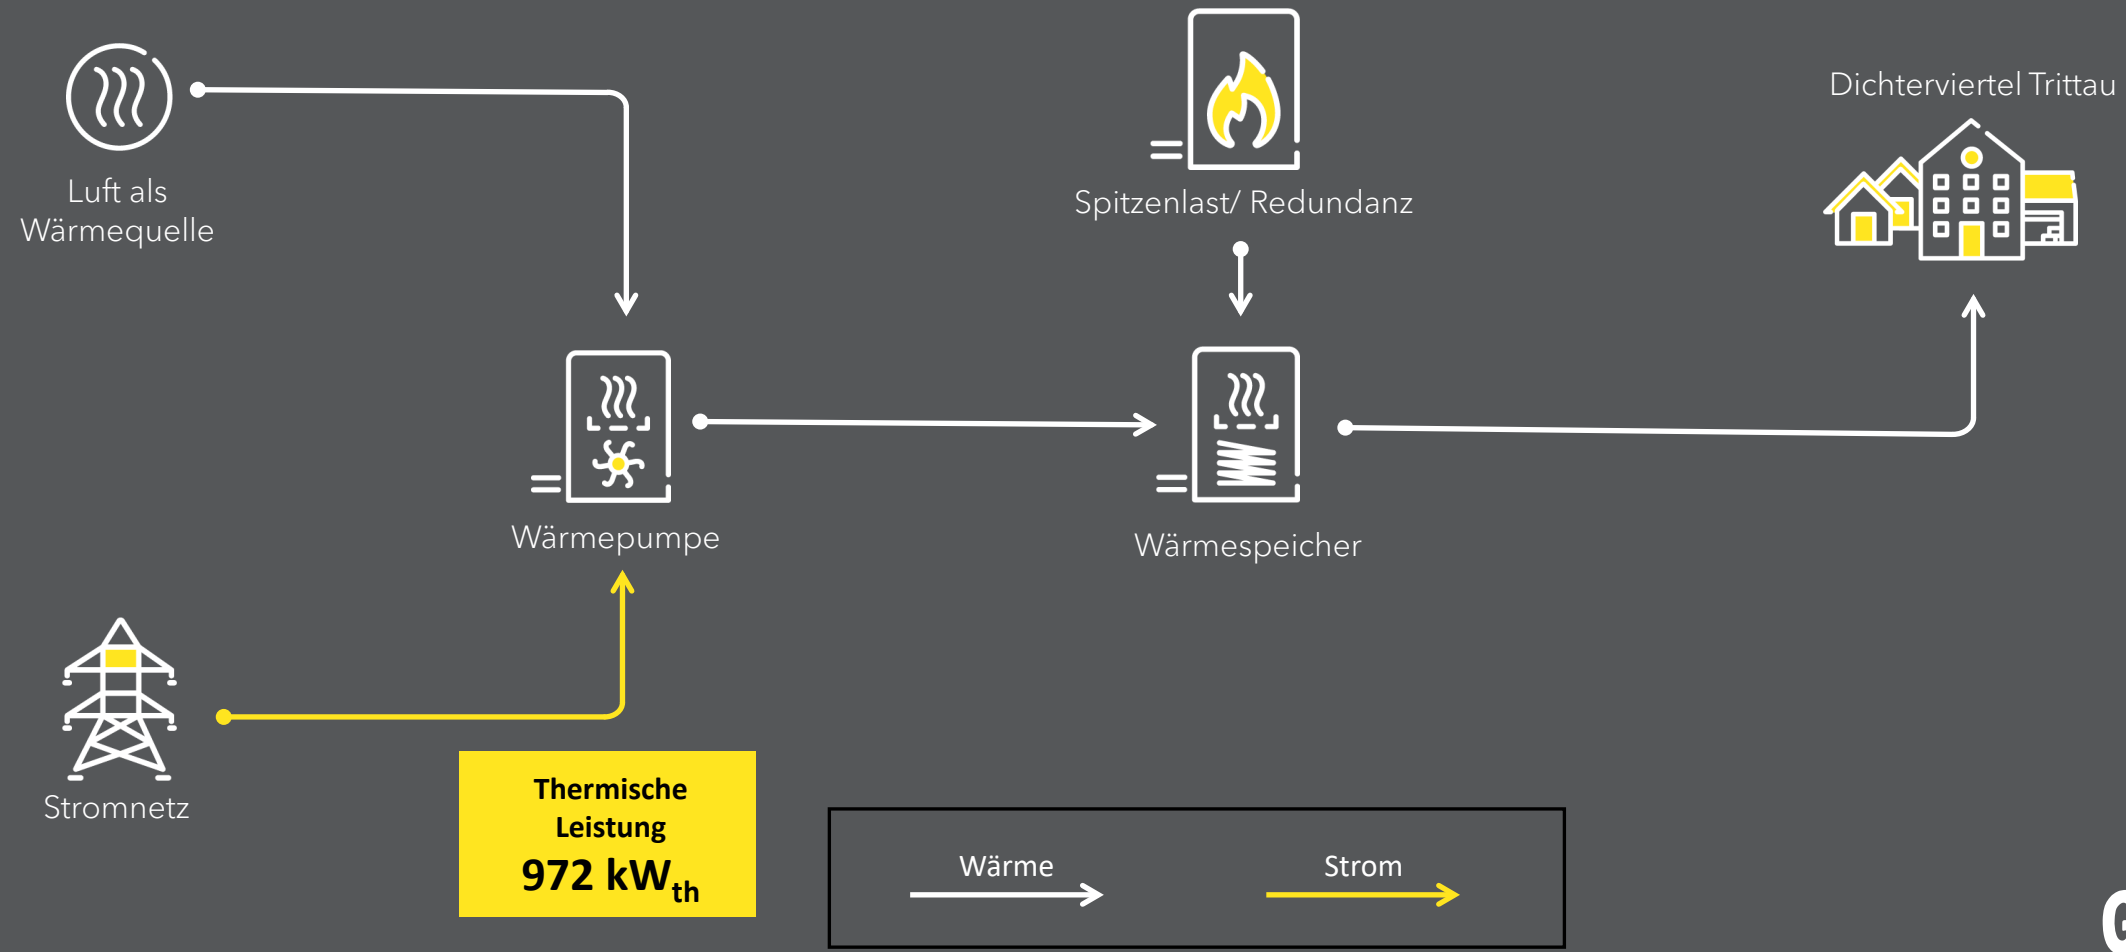 Luft als
Wärmequelle
Spitzenlast/ Redundanz
Dichterviertel Trittau
Wärmepumpe
Wärmespeicher
Stromnetz
Thermische
Leistung
972 kWth
Wärme
Strom